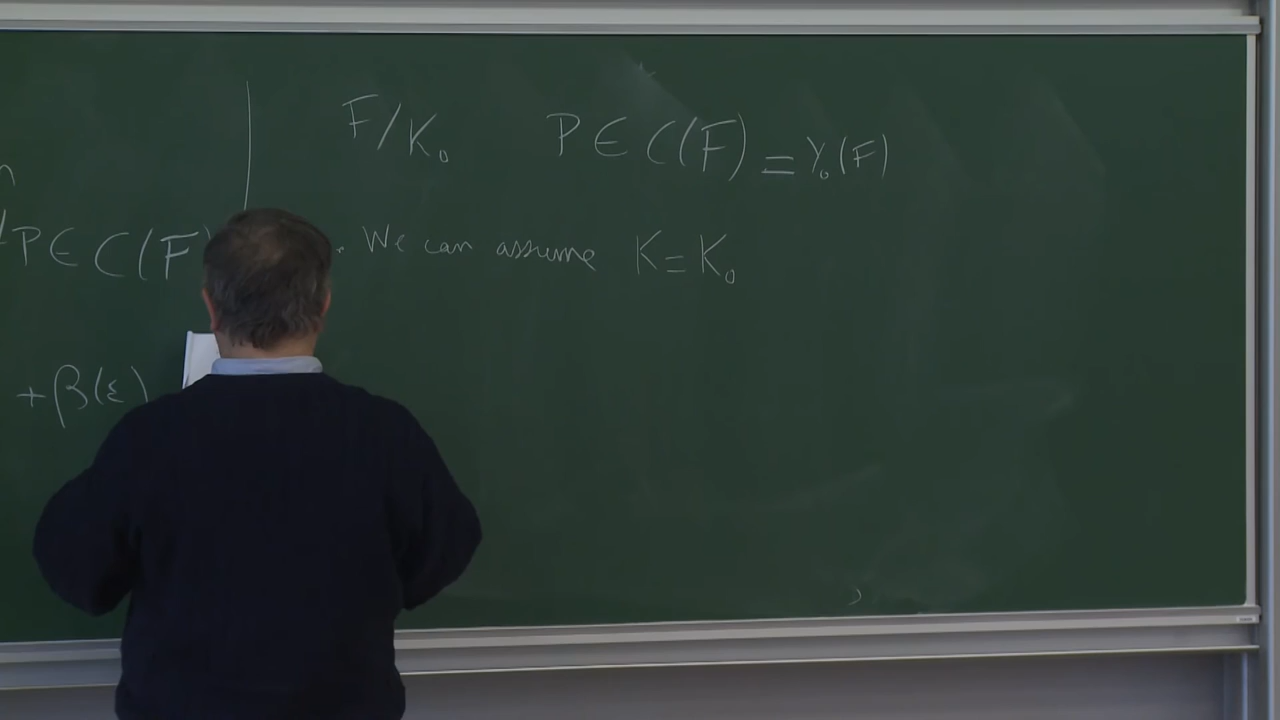 F/K₀ P ∈ C(F) = Y₀(F)
n
P ∈ C(F)
. We can assume K = K₀
+β(ε)